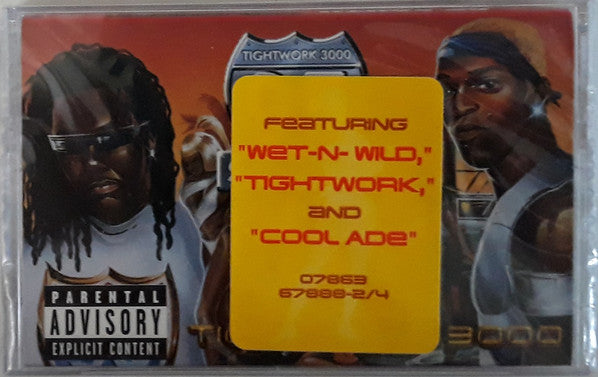 TIGHTWORK 3000
FEATURING
"WET-N- WILD,"
"TIGHTWORK,"
AND
"COOL ADE"
07863
67888-2/4
PARENTAL
ADVISORY
EXPLICIT CONTENT
3000